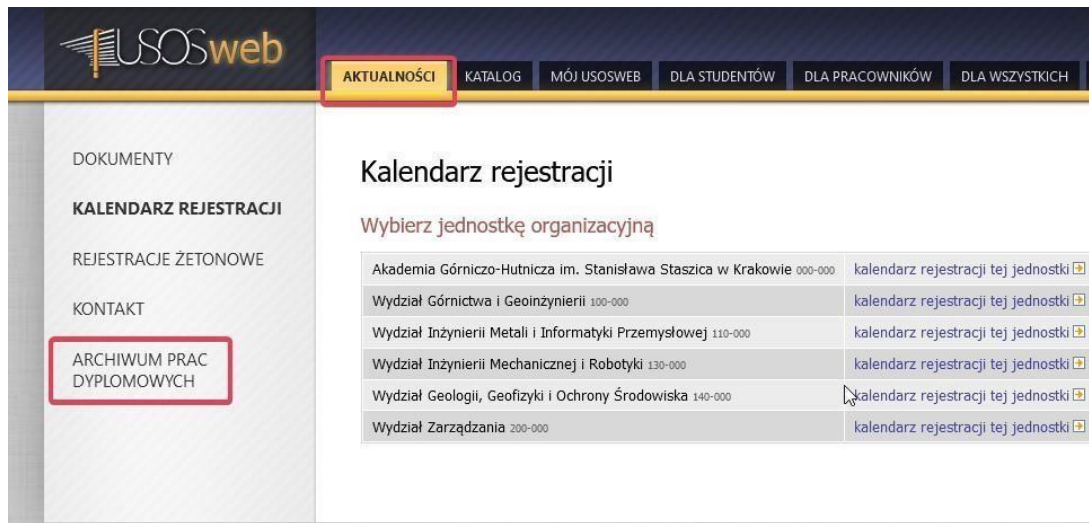 USOSweb
AKTUALNOŚCI KATALOG MÓJ USOSWEB DLA STUDENTÓW DLA PRACOWNIKÓW DLA WSZYSTKICH
DOKUMENTY
KALENDARZ REJESTRACJI
REJESTRACJE ŻETONOWE
KONTAKT
ARCHIWUM PRAC
DYPLOMOWYCH
Kalendarz rejestracji
Wybierz jednostkę organizacyjną
Akademia Górniczo-Hutnicza im. Stanisława Staszica w Krakowie 000-000 kalendarz rejestracji tej jednostki
Wydział Górnictwa i Geoinżynierii 100-000 kalendarz rejestracji tej jednostki
Wydział Inżynierii Metali i Informatyki Przemysłowej 110-000 kalendarz rejestracji tej jednostki
Wydział Inżynierii Mechanicznej i Robotyki 130-000 kalendarz rejestracji tej jednostki
Wydział Geologii, Geofizyki i Ochrony Środowiska 140-000 kalendarz rejestracji tej jednostki
Wydział Zarządzania 200-000 kalendarz rejestracji tej jednostki